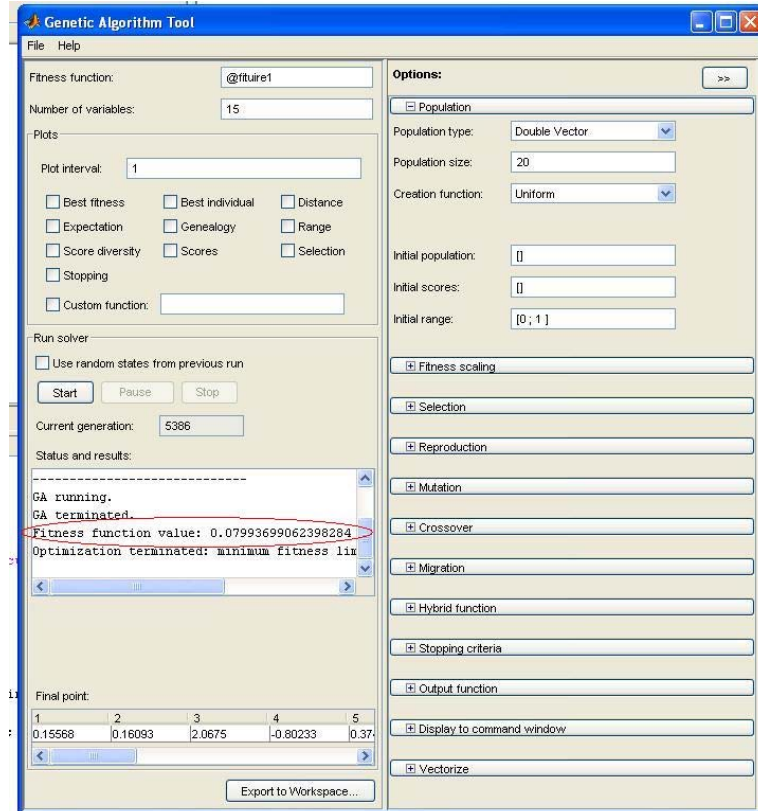 Genetic Algorithm Tool
File Help
Fitness function: @fituire1
Number of variables: 15
Plots
Plot interval: 1
Best fitness Best individual Distance
Expectation Genealogy Range
Score diversity Scores Selection
Stopping
Custom function:
Run solver
Use random states from previous run
Start Pause Stop
Current generation: 5386
Status and results:
------------------------------
GA running.
GA terminated.
Fitness function value: 0.07993699062398284
Optimization terminated: minimum fitness lim
Final point:
1 2 3 4 5
0.15568 0.16093 2.0675 -0.80233 0.37
Export to Workspace...
Options: >>
Population
Population type: Double Vector
Population size: 20
Creation function: Uniform
Initial population: []
Initial scores: []
Initial range: [0 ; 1 ]
Fitness scaling
Selection
Reproduction
Mutation
Crossover
Migration
Hybrid function
Stopping criteria
Output function
Display to command window
Vectorize